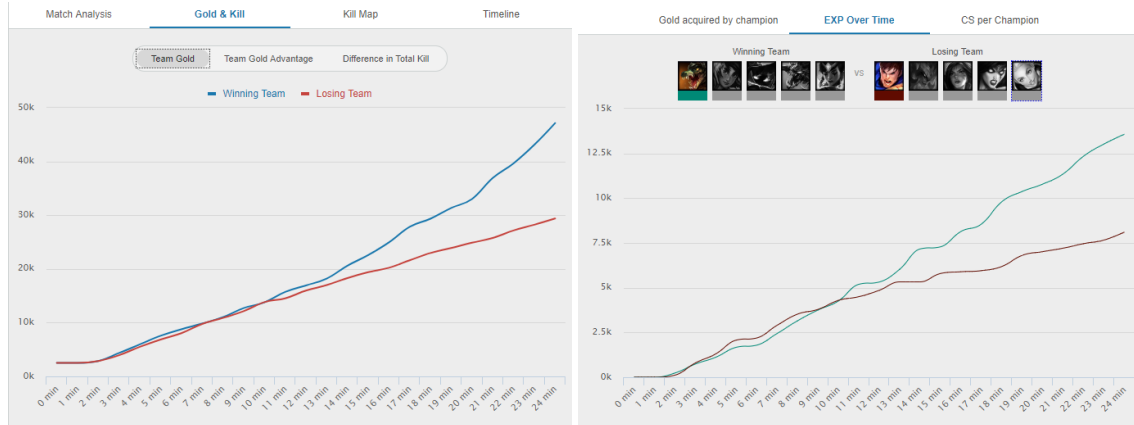 Match Analysis Gold & Kill Kill Map Timeline
Team Gold Team Gold Advantage Difference in Total Kill
Winning Team Losing Team
50k
40k
30k
20k
10k
0k
0 min 1 min 2 min 3 min 4 min 5 min 6 min 7 min 8 min 9 min 10 min 11 min 12 min 13 min 14 min 15 min 16 min 17 min 18 min 19 min 20 min 21 min 22 min 23 min 24 min
Gold acquired by champion EXP Over Time CS per Champion
Winning Team Losing Team
VS
15k
12.5k
10k
7.5k
5k
2.5k
0k
0 min 1 min 2 min 3 min 4 min 5 min 6 min 7 min 8 min 9 min 10 min 11 min 12 min 13 min 14 min 15 min 16 min 17 min 18 min 19 min 20 min 21 min 22 min 23 min 24 min